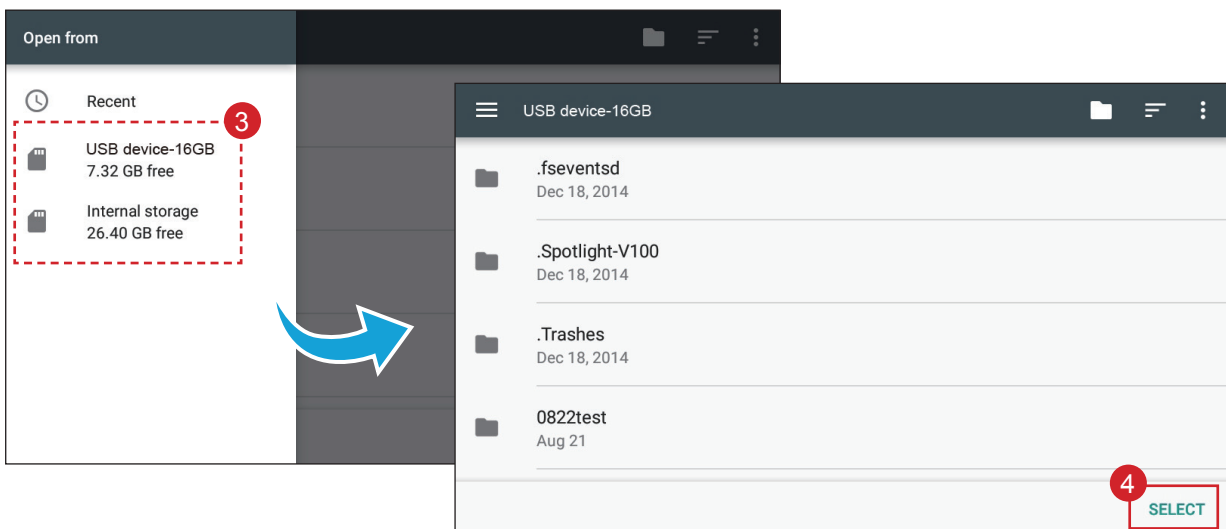 Open from
Recent
3
USB device-16GB
7.32 GB free
Internal storage
26.40 GB free
USB device-16GB
.fseventsd
Dec 18, 2014
.Spotlight-V100
Dec 18, 2014
.Trashes
Dec 18, 2014
0822test
Aug 21
4
SELECT